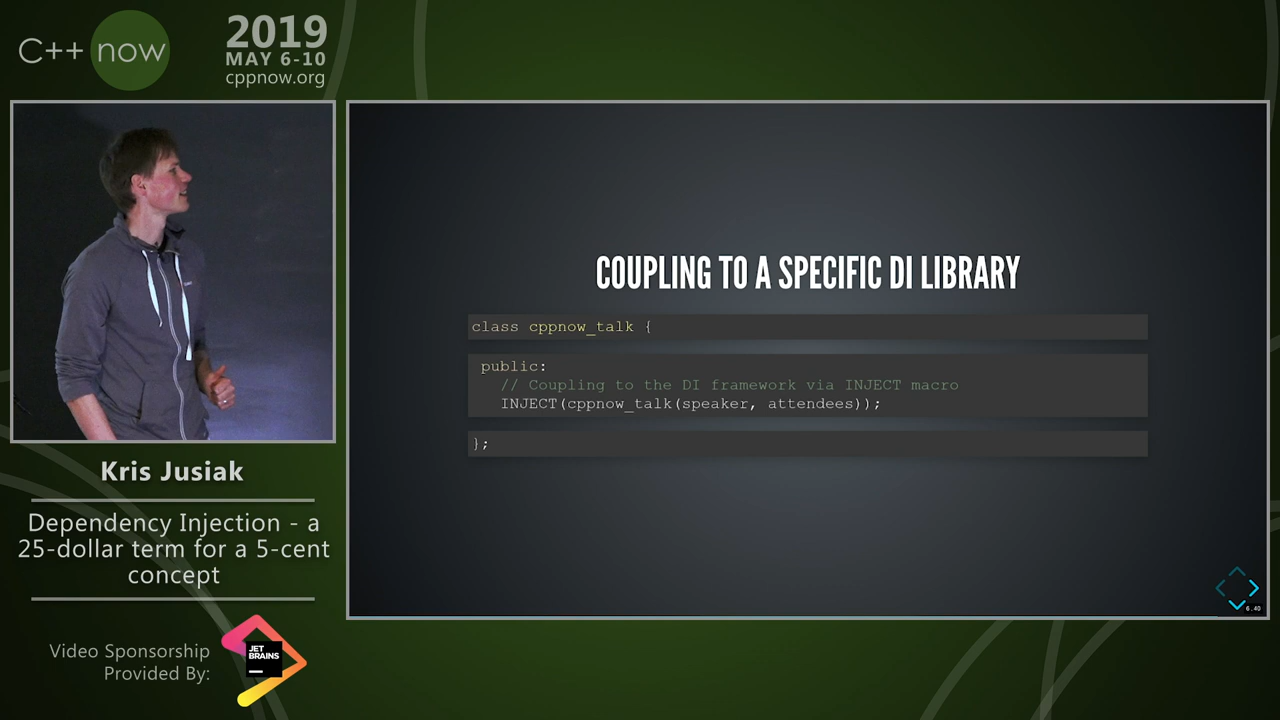 C++ now
2019
MAY 6-10
cppnow.org
COUPLING TO A SPECIFIC DI LIBRARY
class cppnow_talk {
public:
// Coupling to the DI framework via INJECT macro
INJECT(cppnow_talk(speaker, attendees));
};
6.40
Kris Jusiak
Dependency Injection - a
25-dollar term for a 5-cent
concept
Video Sponsorship
Provided By:
JET
BRAINS